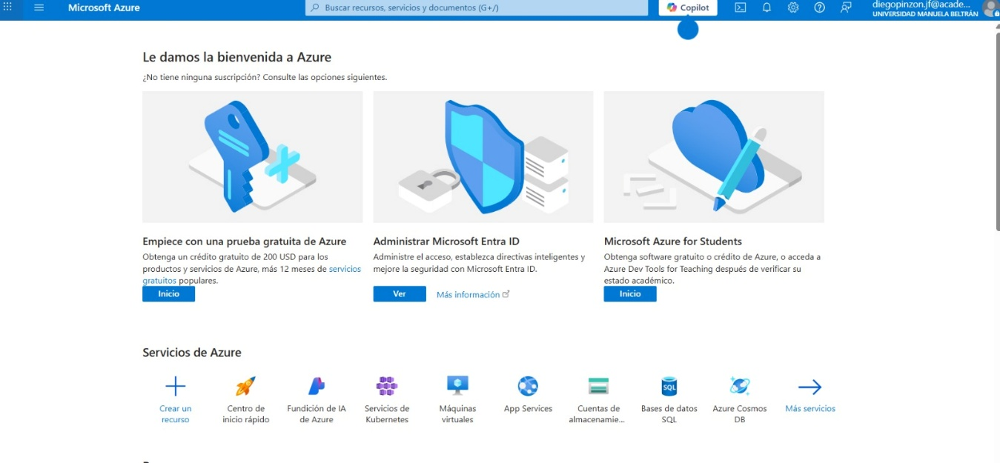 Microsoft Azure
Buscar recursos, servicios y documentos (G+/)
Copilot
diegopinzon.jf@acade...
UNIVERSIDAD MANUELA BELTRÁN
Le damos la bienvenida a Azure
¿No tiene ninguna suscripción? Consulte las opciones siguientes.
Empiece con una prueba gratuita de Azure
Obtenga un crédito gratuito de 200 USD para los
productos y servicios de Azure, más 12 meses de servicios
gratuitos populares.
Inicio
Administrar Microsoft Entra ID
Administre el acceso, establezca directivas inteligentes y
mejore la seguridad con Microsoft Entra ID.
Ver
Más información
Microsoft Azure for Students
Obtenga software gratuito o crédito de Azure, o acceda a
Azure Dev Tools for Teaching después de verificar su
estado académico.
Inicio
Servicios de Azure
Crear un
recurso
Centro de
inicio rápido
Fundición de IA
de Azure
Servicios de
Kubernetes
Máquinas
virtuales
App Services
Cuentas de
almacenamie...
SQL
Bases de datos
SQL
Azure Cosmos
DB
Más servicios